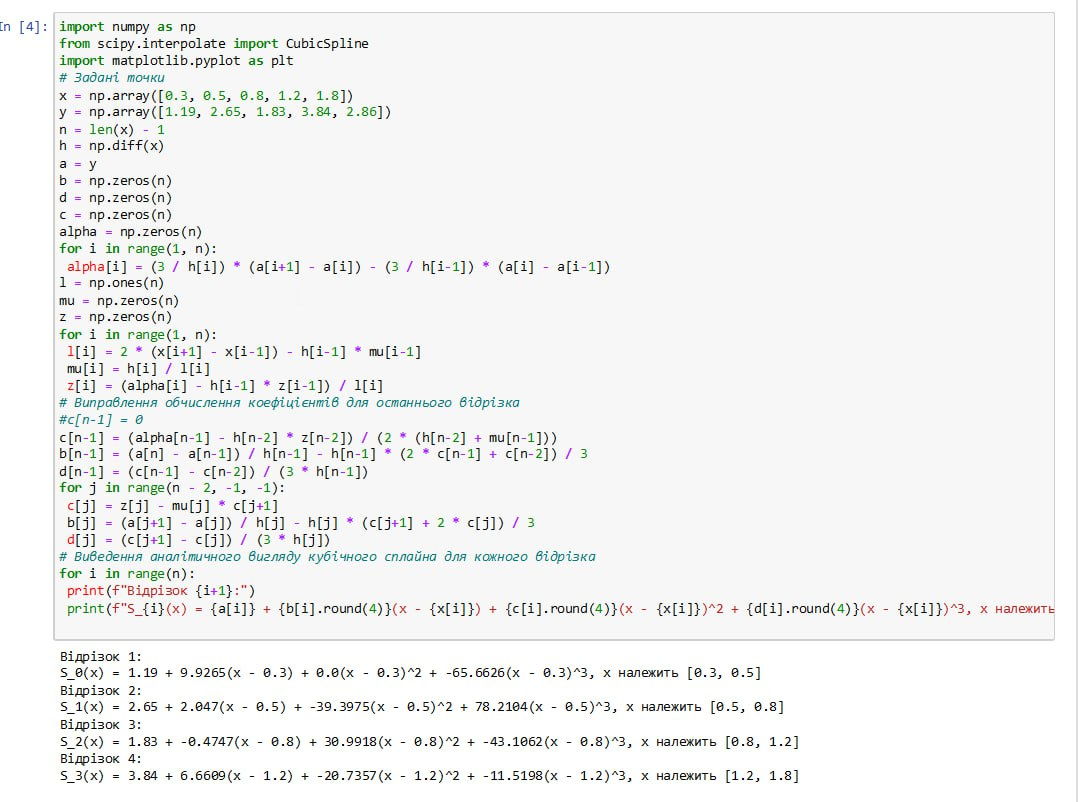 In [4]:
import numpy as np
from scipy.interpolate import CubicSpline
import matplotlib.pyplot as plt
# Задані точки
x = np.array([0.3, 0.5, 0.8, 1.2, 1.8])
y = np.array([1.19, 2.65, 1.83, 3.84, 2.86])
n = len(x) - 1
h = np.diff(x)
a = y
b = np.zeros(n)
d = np.zeros(n)
c = np.zeros(n)
alpha = np.zeros(n)
for i in range(1, n):
 alpha[i] = (3 / h[i]) * (a[i+1] - a[i]) - (3 / h[i-1]) * (a[i] - a[i-1])
l = np.ones(n)
mu = np.zeros(n)
z = np.zeros(n)
for i in range(1, n):
 l[i] = 2 * (x[i+1] - x[i-1]) - h[i-1] * mu[i-1]
 mu[i] = h[i] / l[i]
 z[i] = (alpha[i] - h[i-1] * z[i-1]) / l[i]
# Виправлення обчислення коефіцієнтів для останнього відрізка
#c[n-1] = 0
c[n-1] = (alpha[n-1] - h[n-2] * z[n-2]) / (2 * (h[n-2] + mu[n-1]))
b[n-1] = (a[n] - a[n-1]) / h[n-1] - h[n-1] * (2 * c[n-1] + c[n-2]) / 3
d[n-1] = (c[n-1] - c[n-2]) / (3 * h[n-1])
for j in range(n - 2, -1, -1):
 c[j] = z[j] - mu[j] * c[j+1]
 b[j] = (a[j+1] - a[j]) / h[j] - h[j] * (c[j+1] + 2 * c[j]) / 3
 d[j] = (c[j+1] - c[j]) / (3 * h[j])
# Виведення аналітичного вигляду кубічного сплайна для кожного відрізка
for i in range(n):
 print(f"Відрізок {i+1}:")
 print(f"S_{i}(x) = {a[i]} + {b[i].round(4)}(x - {x[i]}) + {c[i].round(4)}(x - {x[i]})^2 + {d[i].round(4)}(x - {x[i]})^3, x належить
Відрізок 1:
S_0(x) = 1.19 + 9.9265(x - 0.3) + 0.0(x - 0.3)^2 + -65.6626(x - 0.3)^3, x належить [0.3, 0.5]
Відрізок 2:
S_1(x) = 2.65 + 2.047(x - 0.5) + -39.3975(x - 0.5)^2 + 78.2104(x - 0.5)^3, x належить [0.5, 0.8]
Відрізок 3:
S_2(x) = 1.83 + -0.4747(x - 0.8) + 30.9918(x - 0.8)^2 + -43.1062(x - 0.8)^3, x належить [0.8, 1.2]
Відрізок 4:
S_3(x) = 3.84 + 6.6609(x - 1.2) + -20.7357(x - 1.2)^2 + -11.5198(x - 1.2)^3, x належить [1.2, 1.8]